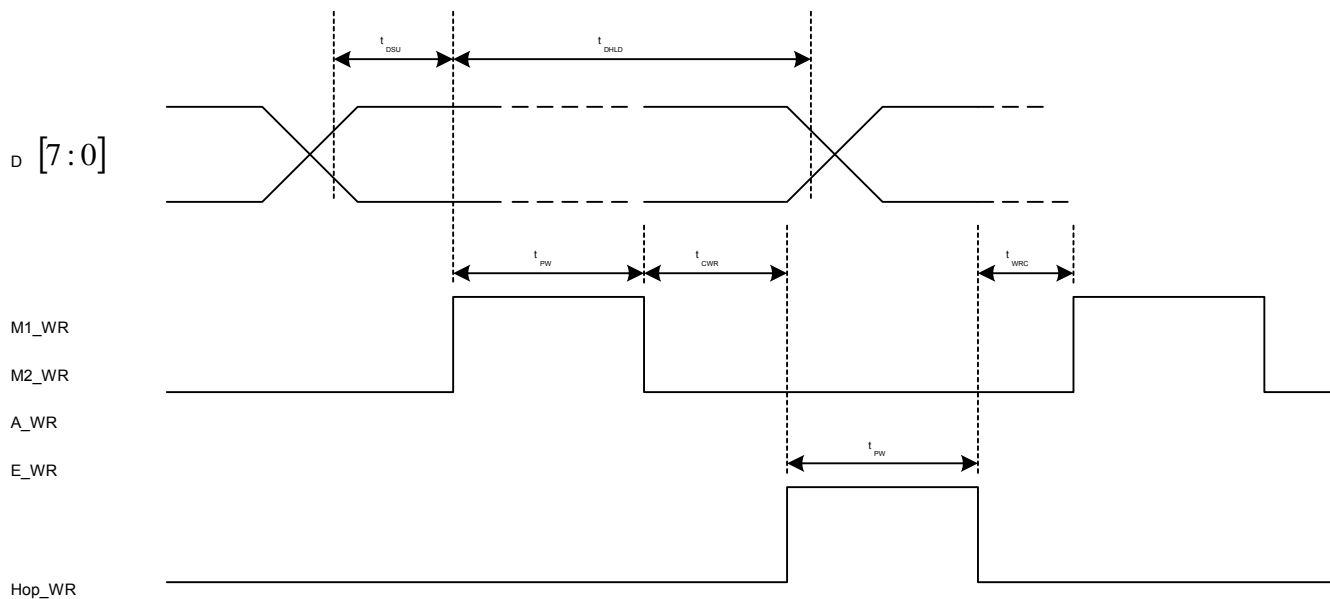 t DSU
t DHLD
D [7:0]
t PW
t CWR
t WRC
M1_WR
M2_WR
A_WR
E_WR
t PW
Hop_WR